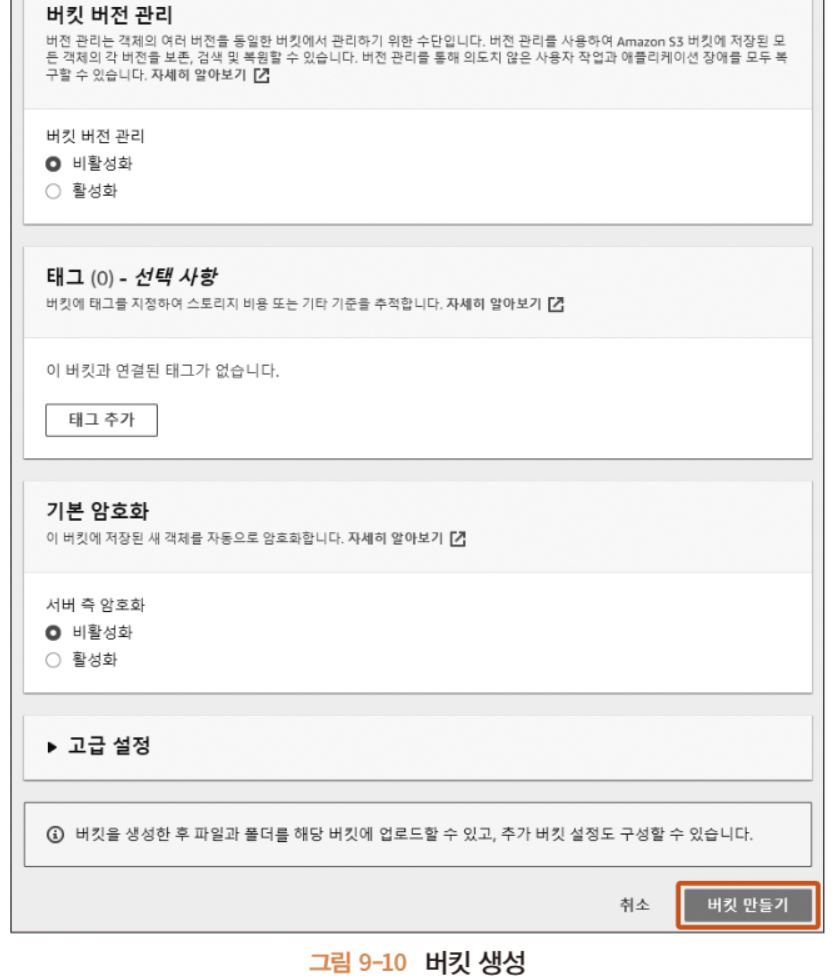 버킷 버전 관리
버전 관리는 객체의 여러 버전을 동일한 버킷에서 관리하기 위한 수단입니다. 버전 관리를 사용하여 Amazon S3 버킷에 저장된 모
든 객체의 각 버전을 보존, 검색 및 복원할 수 있습니다. 버전 관리를 통해 의도지 않은 사용자 작업과 애플리케이션 장애를 모두 복
구할 수 있습니다. 자세히 알아보기
버킷 버전 관리
비활성화
활성화
태그 (0) - 선택 사항
버킷에 태그를 지정하여 스토리지 비용 또는 기타 기준을 추적합니다. 자세히 알아보기
이 버킷과 연결된 태그가 없습니다.
태그 추가
기본 암호화
이 버킷에 저장된 새 객체를 자동으로 암호화합니다. 자세히 알아보기
서버 측 암호화
비활성화
활성화
▶ 고급 설정
버킷을 생성한 후 파일과 폴더를 해당 버킷에 업로드할 수 있고, 추가 버킷 설정도 구성할 수 있습니다.
취소 버킷 만들기
그림 9-10 버킷 생성